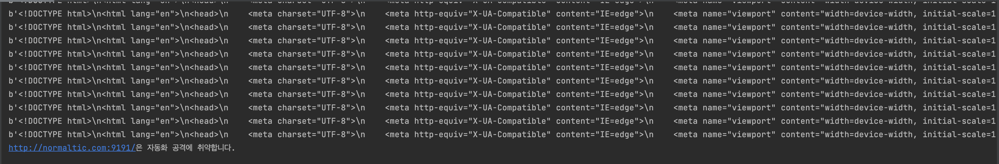 b'<!DOCTYPE html>\n<html lang="en">\n<head>\n    <meta charset="UTF-8">\n    <meta http-equiv="X-UA-Compatible" content="IE=edge">\n    <meta name="viewport" content="width=device-width, initial-scale=1
b'<!DOCTYPE html>\n<html lang="en">\n<head>\n    <meta charset="UTF-8">\n    <meta http-equiv="X-UA-Compatible" content="IE=edge">\n    <meta name="viewport" content="width=device-width, initial-scale=1
b'<!DOCTYPE html>\n<html lang="en">\n<head>\n    <meta charset="UTF-8">\n    <meta http-equiv="X-UA-Compatible" content="IE=edge">\n    <meta name="viewport" content="width=device-width, initial-scale=1
b'<!DOCTYPE html>\n<html lang="en">\n<head>\n    <meta charset="UTF-8">\n    <meta http-equiv="X-UA-Compatible" content="IE=edge">\n    <meta name="viewport" content="width=device-width, initial-scale=1
b'<!DOCTYPE html>\n<html lang="en">\n<head>\n    <meta charset="UTF-8">\n    <meta http-equiv="X-UA-Compatible" content="IE=edge">\n    <meta name="viewport" content="width=device-width, initial-scale=1
b'<!DOCTYPE html>\n<html lang="en">\n<head>\n    <meta charset="UTF-8">\n    <meta http-equiv="X-UA-Compatible" content="IE=edge">\n    <meta name="viewport" content="width=device-width, initial-scale=1
b'<!DOCTYPE html>\n<html lang="en">\n<head>\n    <meta charset="UTF-8">\n    <meta http-equiv="X-UA-Compatible" content="IE=edge">\n    <meta name="viewport" content="width=device-width, initial-scale=1
b'<!DOCTYPE html>\n<html lang="en">\n<head>\n    <meta charset="UTF-8">\n    <meta http-equiv="X-UA-Compatible" content="IE=edge">\n    <meta name="viewport" content="width=device-width, initial-scale=1
b'<!DOCTYPE html>\n<html lang="en">\n<head>\n    <meta charset="UTF-8">\n    <meta http-equiv="X-UA-Compatible" content="IE=edge">\n    <meta name="viewport" content="width=device-width, initial-scale=1
b'<!DOCTYPE html>\n<html lang="en">\n<head>\n    <meta charset="UTF-8">\n    <meta http-equiv="X-UA-Compatible" content="IE=edge">\n    <meta name="viewport" content="width=device-width, initial-scale=1
http://normaltic.com:9191/은 자동화 공격에 취약합니다.